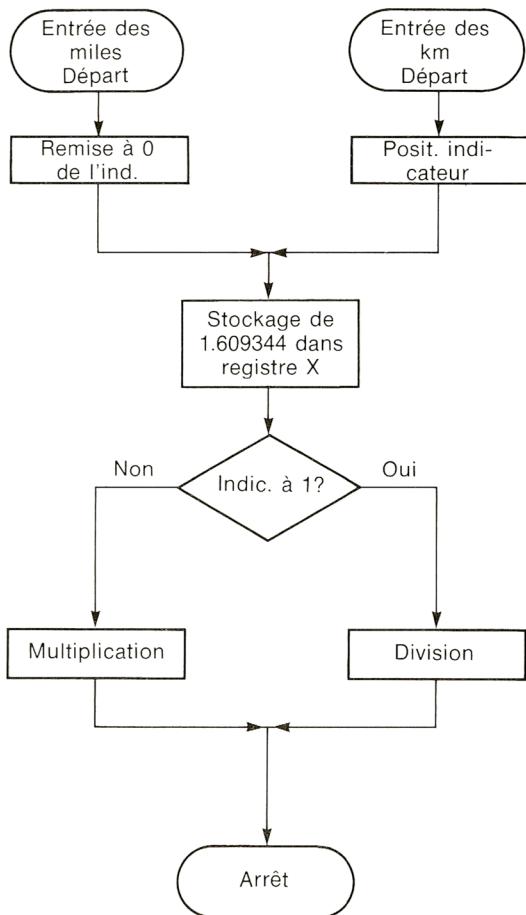 Entrée des
miles
Départ
Entrée des
km
Départ
Remise à 0
de l'ind.
Posit. indi-
cateur
Stockage de
1.609344 dans
registre X
Non
Indic. à 1?
Oui
Multiplication
Division
Arrêt